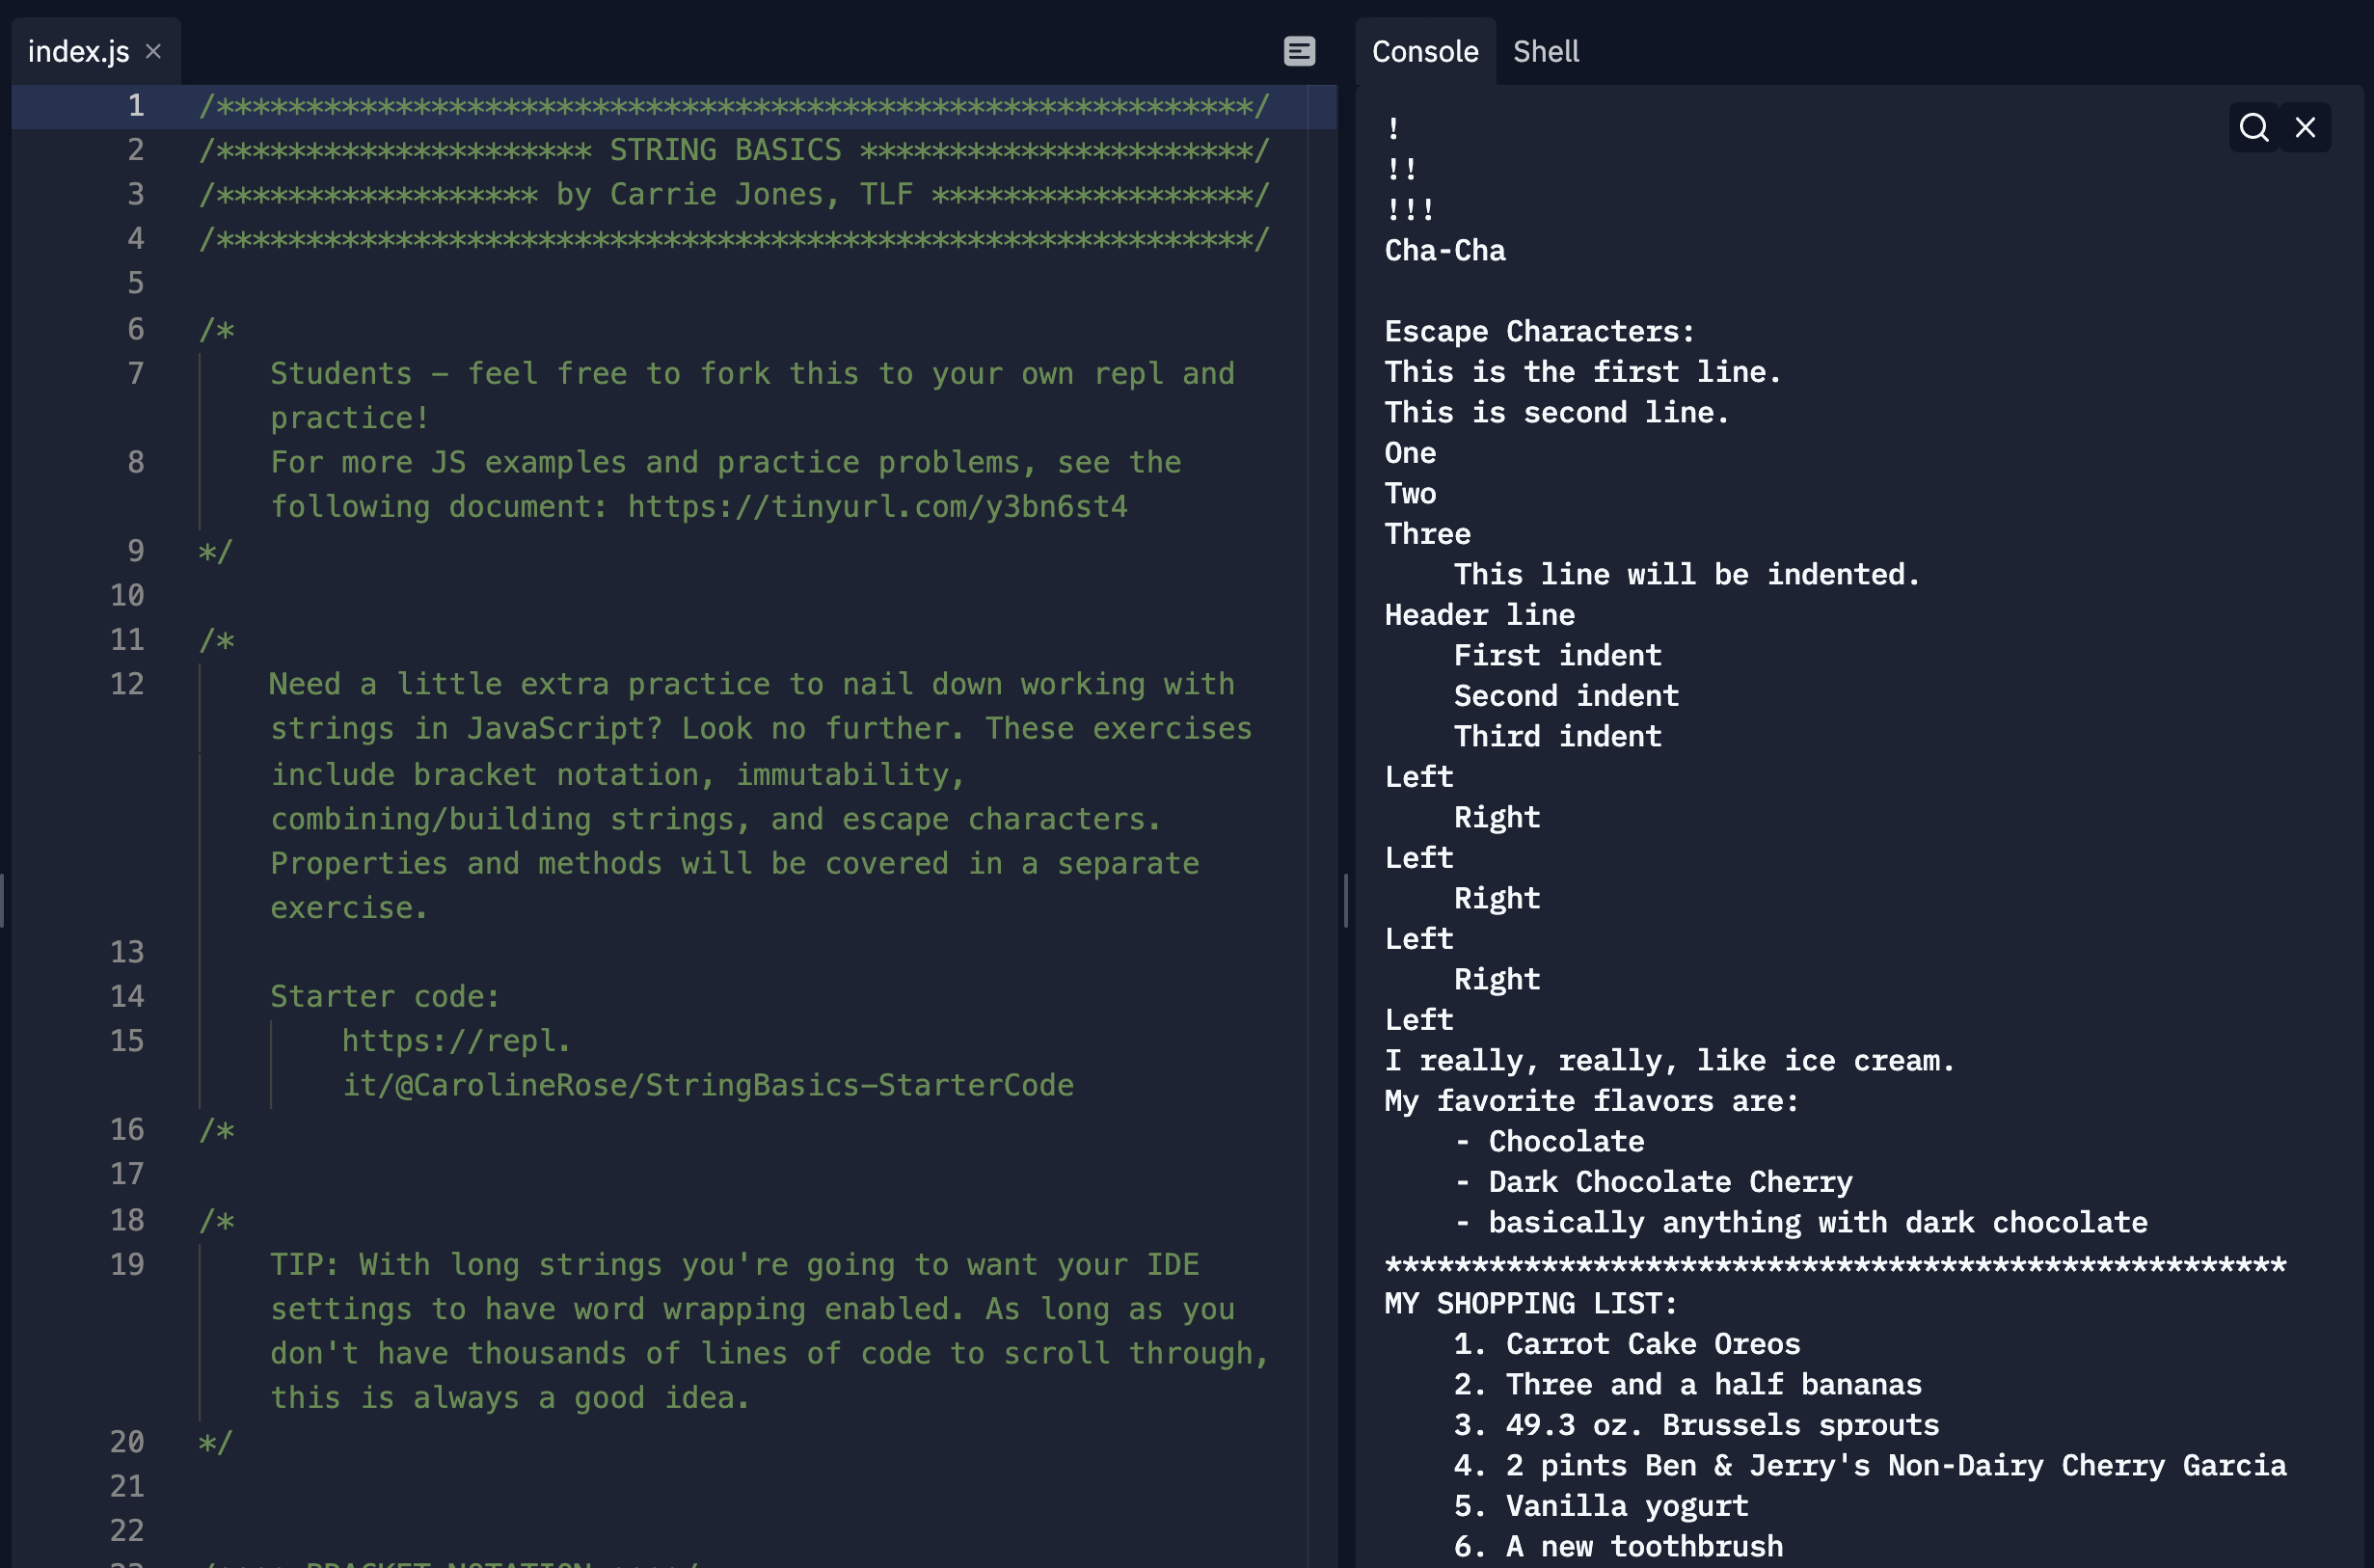 index.js ×
1 /**********************************************************/
2 /********************* STRING BASICS **********************/
3 /****************** by Carrie Jones, TLF ******************/
4 /**********************************************************/
5
6 /*
7 Students – feel free to fork this to your own repl and
practice!
8 For more JS examples and practice problems, see the
following document: https://tinyurl.com/y3bn6st4
9 */
10
11 /*
12 Need a little extra practice to nail down working with
strings in JavaScript? Look no further. These exercises
include bracket notation, immutability,
combining/building strings, and escape characters.
Properties and methods will be covered in a separate
exercise.
13
14 Starter code:
15 https://repl.
it/@CarolineRose/StringBasics-StarterCode
16 /*
17
18 /*
19 TIP: With long strings you're going to want your IDE
settings to have word wrapping enabled. As long as you
don't have thousands of lines of code to scroll through,
this is always a good idea.
20 */
21
22
23 /**** BRACKET NOTATION ****/
Console Shell
!
!!
!!!
Cha-Cha
Escape Characters:
This is the first line.
This is second line.
One
Two
Three
This line will be indented.
Header line
First indent
Second indent
Third indent
Left
Right
Left
Right
Left
Right
Left
I really, really, like ice cream.
My favorite flavors are:
- Chocolate
- Dark Chocolate Cherry
- basically anything with dark chocolate
****************************************************
MY SHOPPING LIST:
1. Carrot Cake Oreos
2. Three and a half bananas
3. 49.3 oz. Brussels sprouts
4. 2 pints Ben & Jerry's Non-Dairy Cherry Garcia
5. Vanilla yogurt
6. A new toothbrush